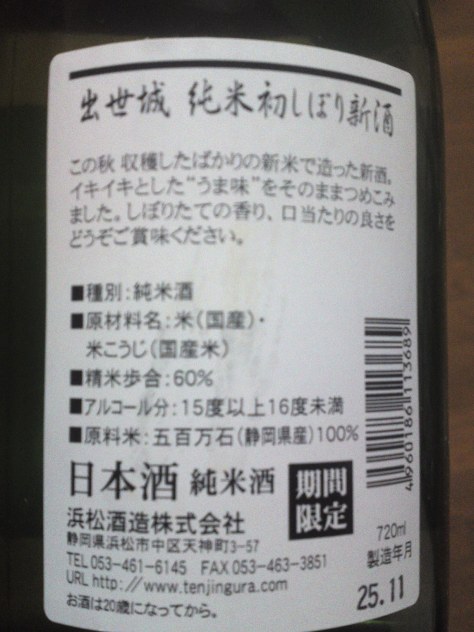 出世城 純米初しぼり新酒
この秋 収穫したばかりの新米で造った新酒。
イキイキとした“うま味”をそのままつめこみ
ました。しぼりたての香り、口当たりの良さを
どうぞご賞味ください。
■種別：純米酒
■原材料名：米（国産）・
米こうじ（国産米）
■精米歩合：60%
■アルコール分：15度以上16度未満
■原料米：五百万石（静岡県産）100%
日本酒 純米酒
期間
限定
浜松酒造株式会社
静岡県浜松市中区天神町3-57
TEL 053-461-6145 FAX 053-463-3851
URL http://www.tenjingura.com
お酒は20歳になってから。
4960186113689
720ml
製造年月
25.11